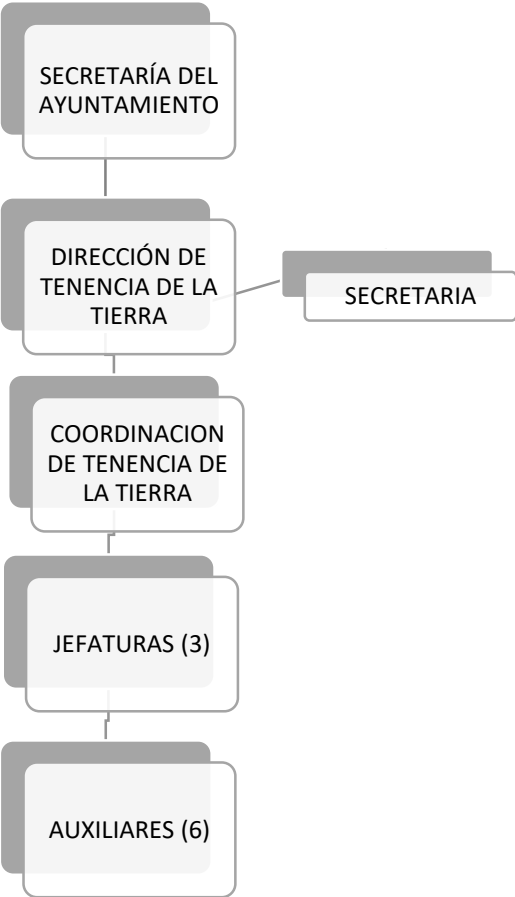 SECRETARÍA DEL
AYUNTAMIENTO
DIRECCIÓN DE
TENENCIA DE LA
TIERRA
SECRETARIA
COORDINACION
DE TENENCIA DE
LA TIERRA
JEFATURAS (3)
AUXILIARES (6)